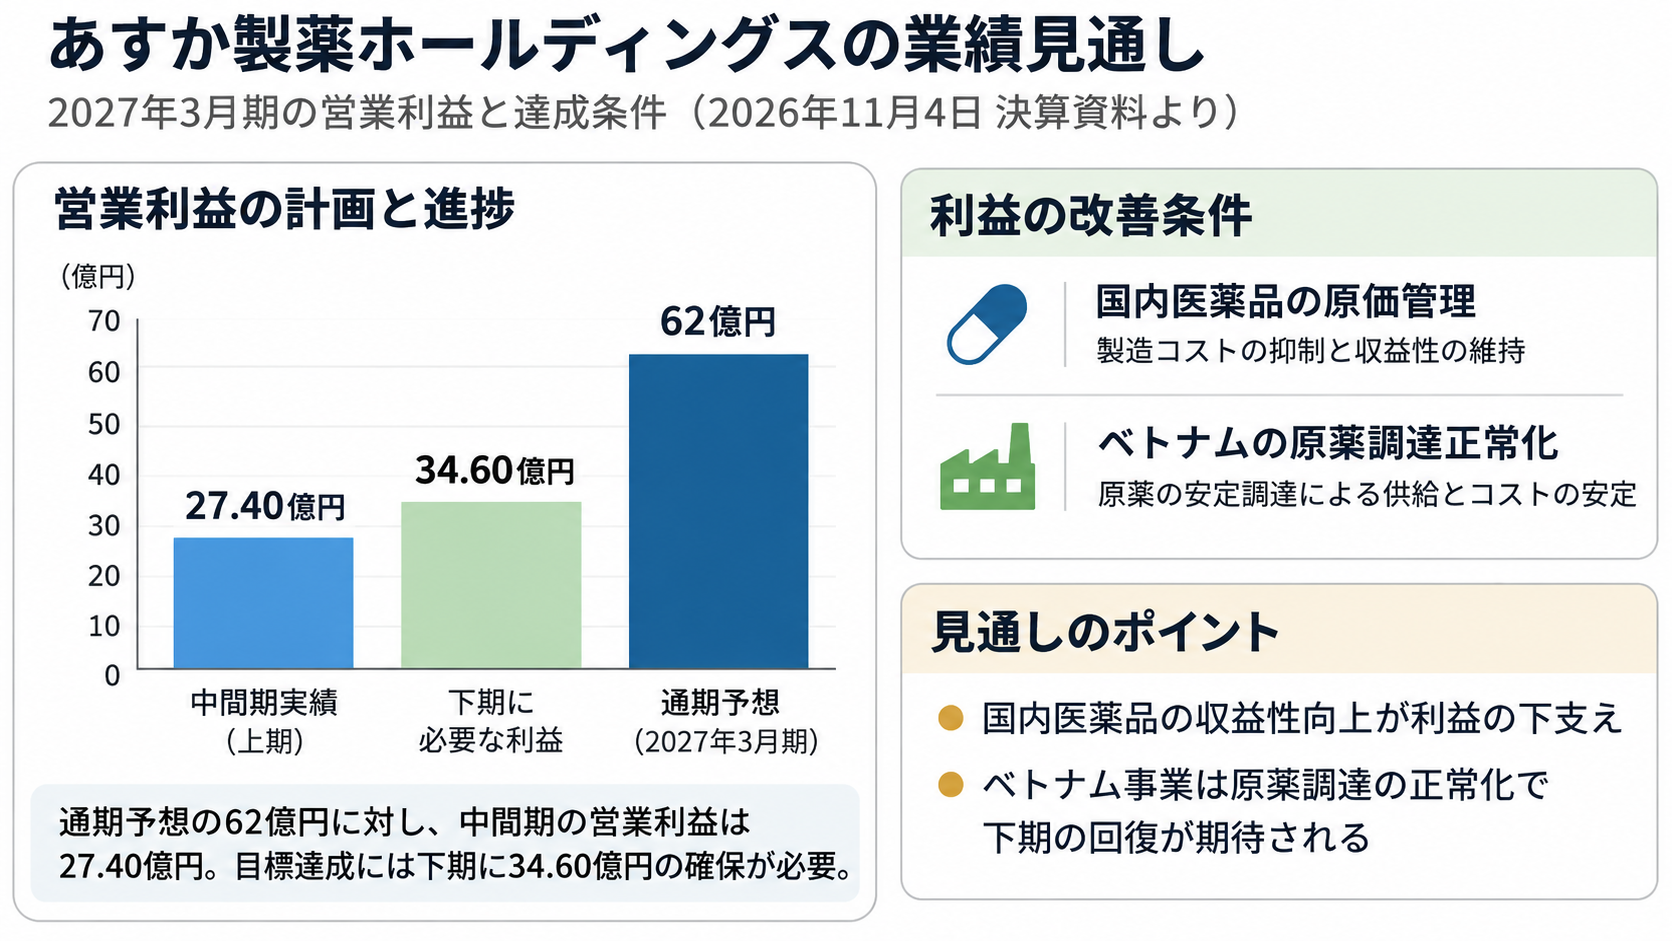 あすか製薬ホールディングスの業績見通し
2027年3月期の営業利益と達成条件（2026年11月4日 決算資料より）
営業利益の計画と進捗
（億円）
70
60
50
40
30
20
10
0
27.40億円
34.60億円
62億円
中間期実績
（上期）
下期に
必要な利益
通期予想
（2027年3月期）
通期予想の62億円に対し、中間期の営業利益は
27.40億円。目標達成には下期に34.60億円の確保が必要。
利益の改善条件
国内医薬品の原価管理
製造コストの抑制と収益性の維持
ベトナムの原薬調達正常化
原薬の安定調達による供給とコストの安定
見通しのポイント
国内医薬品の収益性向上が利益の下支え
ベトナム事業は原薬調達の正常化で
下期の回復が期待される